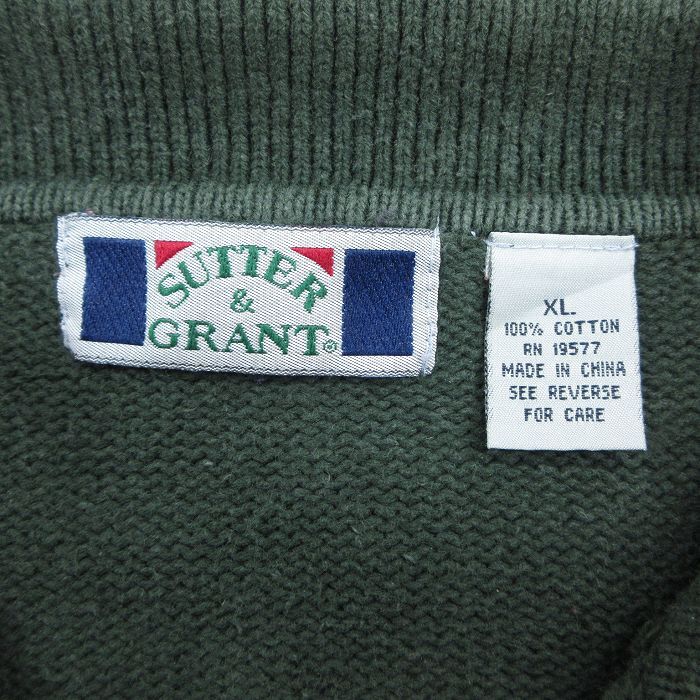 SUTTER
&
GRANT®
XL.
100% COTTON
RN 19577
MADE IN CHINA
SEE REVERSE
FOR CARE